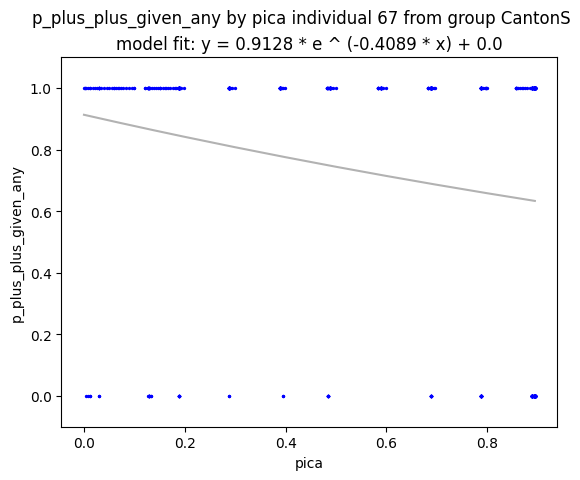 p_plus_plus_given_any by pica individual 67 from group CantonS
model fit: y = 0.9128 * e ^ (-0.4089 * x) + 0.0
p_plus_plus_given_any
1.0
0.8
0.6
0.4
0.2
0.0
0.0 0.2 0.4 0.6 0.8
pica